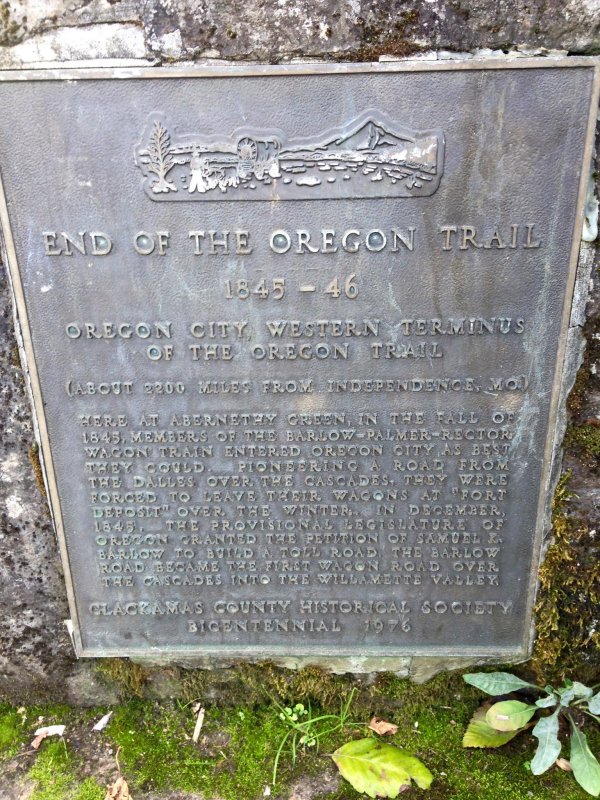 END OF THE OREGON TRAIL
1845 - 46
OREGON CITY, WESTERN TERMINUS
OF THE OREGON TRAIL
(ABOUT 2200 MILES FROM INDEPENDENCE, MO.)
HERE AT ABERNETHY GREEN, IN THE FALL OF
1845, MEMBERS OF THE BARLOW-PALMER-RECTOR
WAGON TRAIN ENTERED OREGON CITY AS BEST
THEY COULD. PIONEERING A ROAD FROM
THE DALLES OVER THE CASCADES, THEY WERE
FORCED TO LEAVE THEIR WAGONS AT "FORT
DEPOSIT" OVER THE WINTER. IN DECEMBER,
1845, THE PROVISIONAL LEGISLATURE OF
OREGON GRANTED THE PETITION OF SAMUEL K.
BARLOW TO BUILD A TOLL ROAD. THE BARLOW
ROAD BECAME THE FIRST WAGON ROAD OVER
THE CASCADES INTO THE WILLAMETTE VALLEY.
CLACKAMAS COUNTY HISTORICAL SOCIETY
BICENTENNIAL 1976